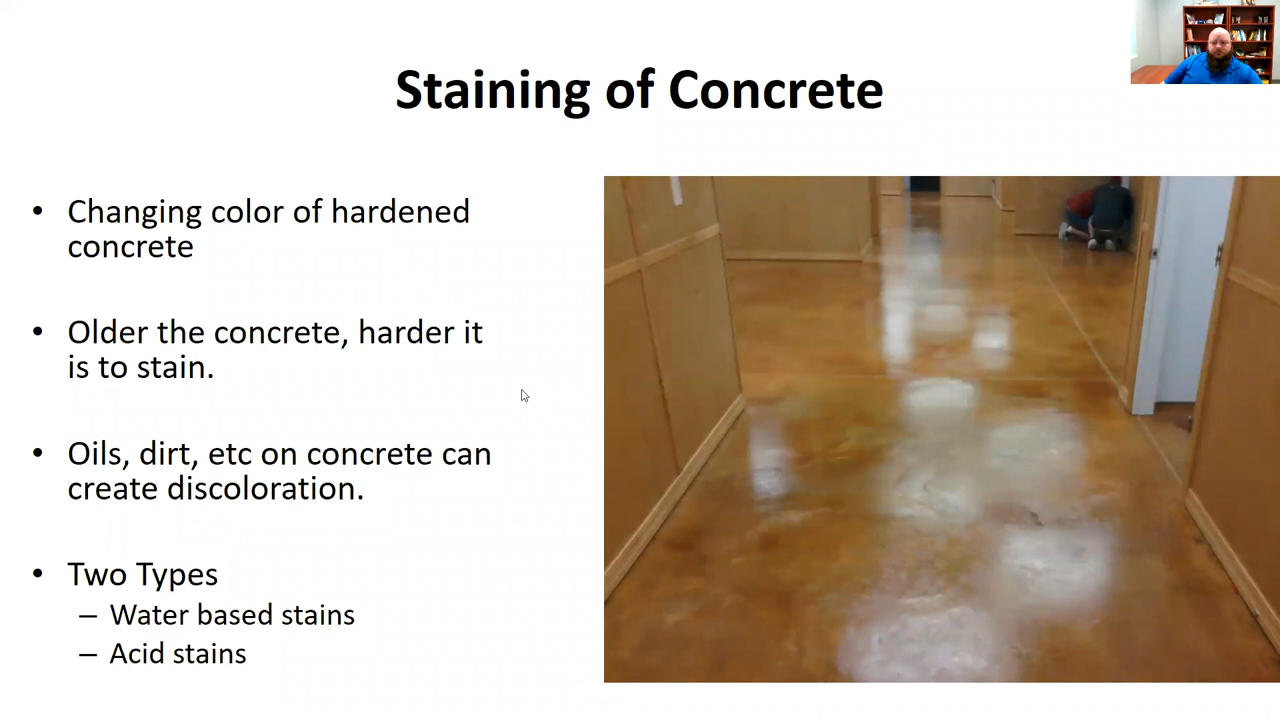 Staining of Concrete
• Changing color of hardened
concrete
• Older the concrete, harder it
is to stain.
• Oils, dirt, etc on concrete can
create discoloration.
• Two Types
– Water based stains
– Acid stains